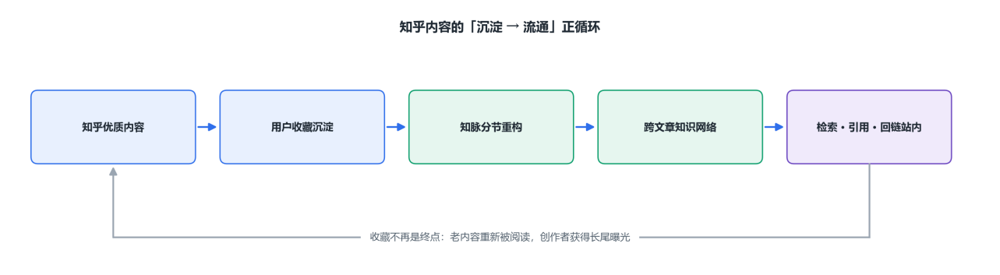 知乎内容的「沉淀 → 流通」正循环
知乎优质内容
用户收藏沉淀
知脉分节重构
跨文章知识网络
检索・引用・回链站内
收藏不再是终点：老内容重新被阅读，创作者获得长尾曝光